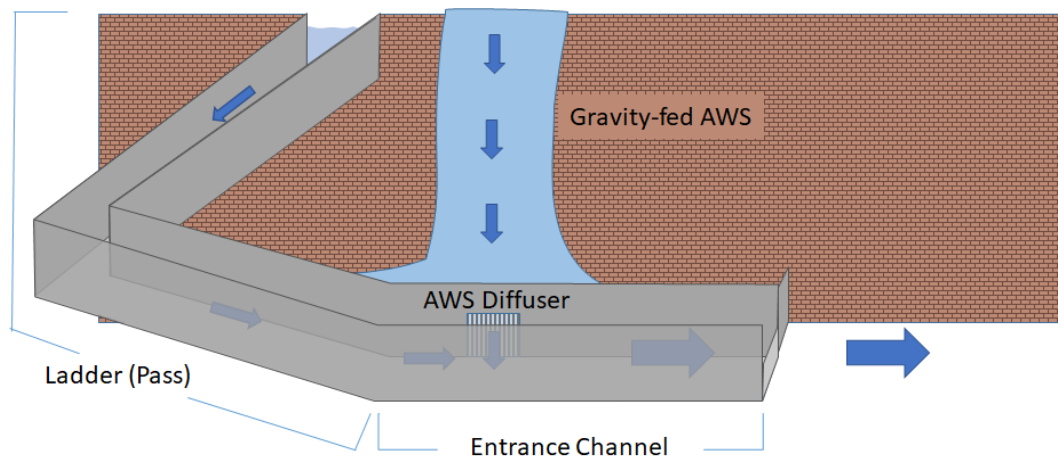 Gravity-fed AWS
AWS Diffuser
Ladder (Pass)
Entrance Channel